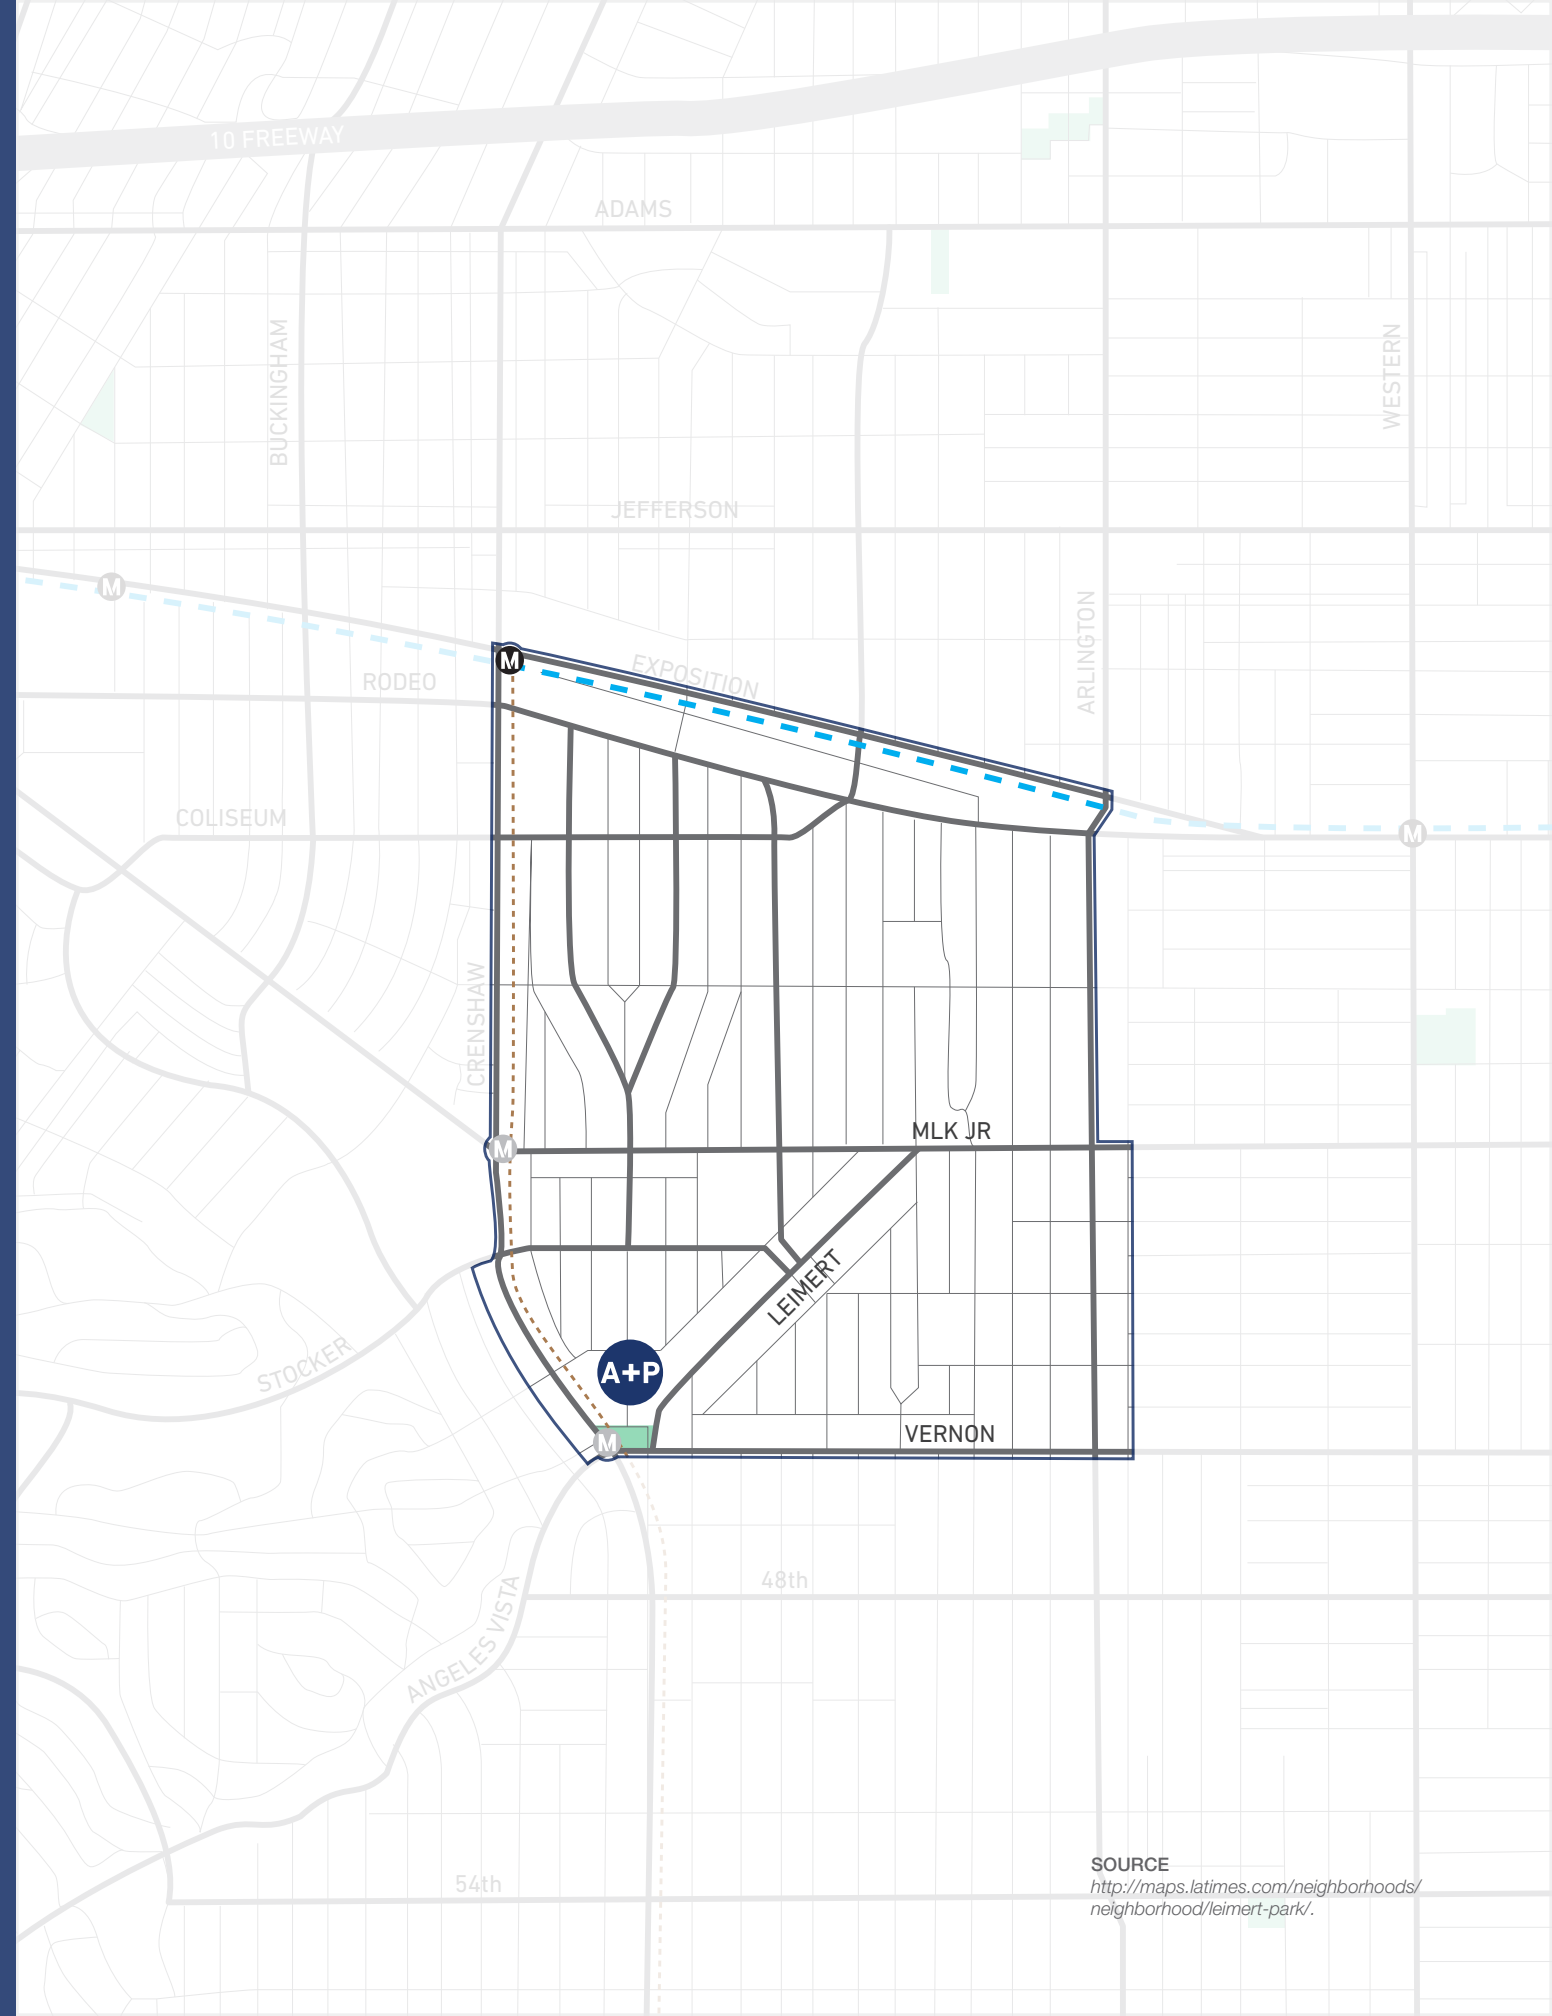 10 FREEWAY
ADAMS
BUCKINGHAM
WESTERN
JEFFERSON
M
ARLINGTON
M
EXPOSITION
RODEO
COLISEUM
M
CRENSHAW
MLK JR
M
LEIMERT
STOCKER
A+P
VERNON
M
48th
ANGELES VISTA
54th
SOURCE
http://maps.latimes.com/neighborhoods/
neighborhood/leimert-park/.